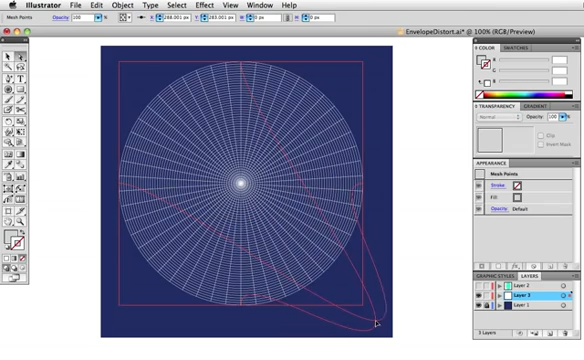 Illustrator File Edit Object Type Select Effect View Window Help
Mesh Points Opacity 100 % X: 288.001 px Y: 288.001 px W: 0 px H: 0 px
EnvelopeDistort.ai* @ 100% (RGB/Preview)
COLOR SWATCHES
R
G
B
TRANSPARENCY GRADIENT
Normal Opacity: 100 %
Clip
Invert Mask
APPEARANCE
Mesh Points
Stroke:
Fill:
Opacity: Default
GRAPHIC STYLES LAYERS
Layer 2
Layer 3
Layer 1
3 Layers